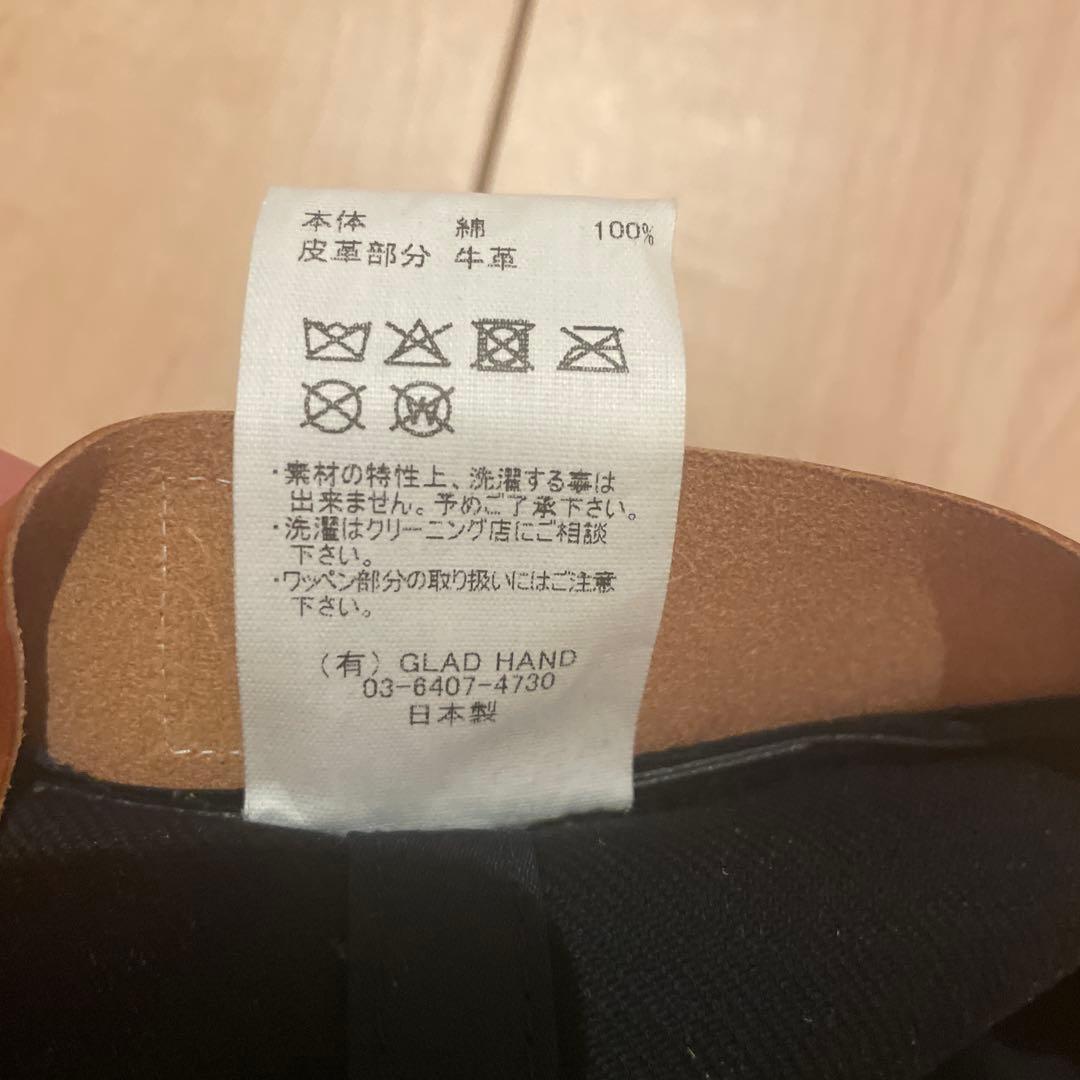 本体 綿 100%
皮革部分 牛革
W
・素材の特性上、洗濯する事は
出来ません。予めご了承下さい。
・洗濯はクリーニング店にご相談
下さい。
・ワッペン部分の取り扱いにはご注意
下さい。
(有) GLAD HAND
03-6407-4730
日本製